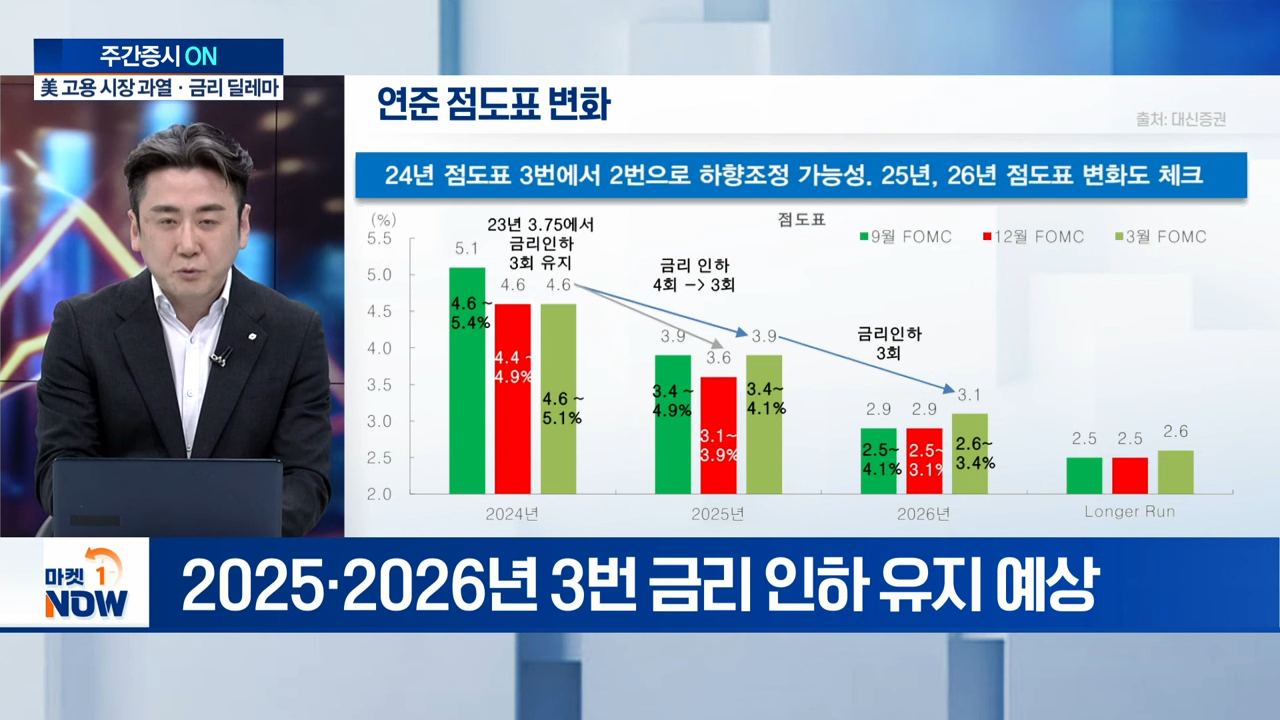 주간증시 ON
美 고용 시장 과열 · 금리 딜레마
연준 점도표 변화
출처: 대신증권
24년 점도표 3번에서 2번으로 하향조정 가능성. 25년, 26년 점도표 변화도 체크
(%)
점도표
9월 FOMC
12월 FOMC
3월 FOMC
23년 3.75에서
금리인하
3회 유지
금리 인하
4회 -> 3회
금리인하
3회
5.5
5.0
4.5
4.0
3.5
3.0
2.5
2.0
5.1
4.6
4.6
4.6 ~
5.4%
4.4 ~
4.9%
4.6 ~
5.1%
3.9
3.6
3.9
3.4 ~
4.9%
3.1~
3.9%
3.4~
4.1%
2.9
2.9
3.1
2.5~
4.1%
2.5~
3.1%
2.6~
3.4%
2.5
2.5
2.6
2024년
2025년
2026년
Longer Run
마켓 1
NOW
2025·2026년 3번 금리 인하 유지 예상